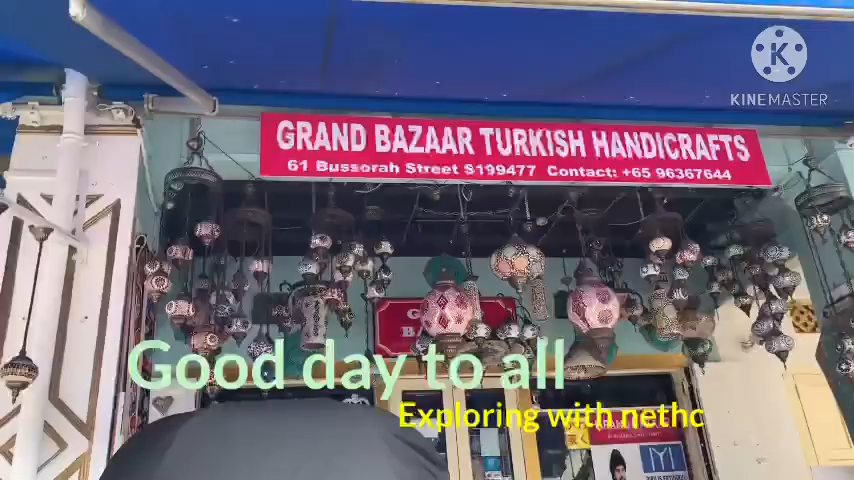 K
KINEMASTER
GRAND BAZAAR TURKISH HANDICRAFTS
61 Bussorah Street S199477 Contact: +65 96367644
Good day to all
Exploring with nethc